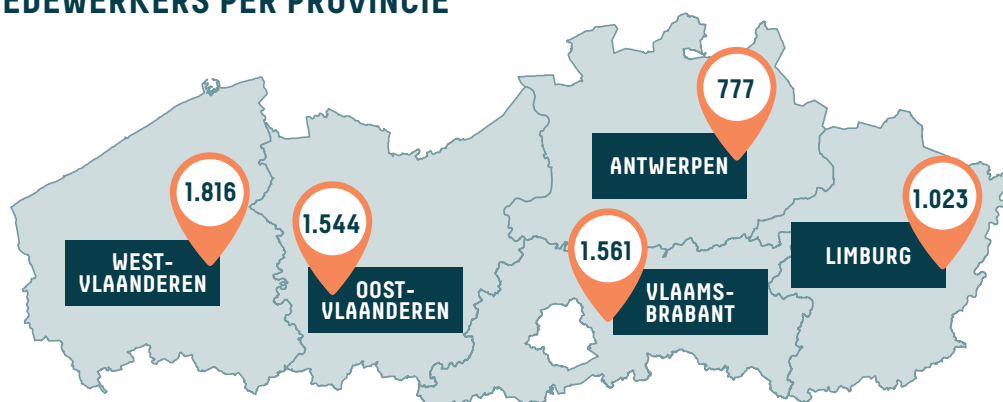 EDEWERKERS PER PROVINCIE
777
ANTWERPEN
1.816
WEST-
VLAANDEREN
1.544
OOST-
VLAANDEREN
1.561
VLAAMS-
BRABANT
1.023
LIMBURG